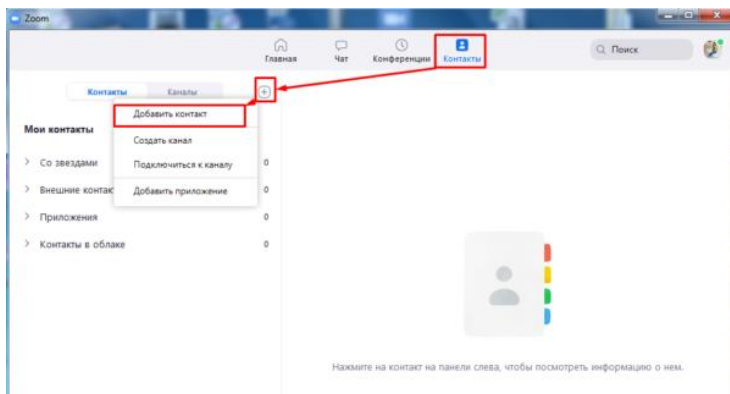 Zoom
Главная
Чат
Конференции
Контакты
Поиск
Контакты
Каналы
Добавить контакт
Мои контакты
Создать канал
Со звездами 0
Подключиться к каналу
Внешние контак 0
Добавить приложение
Приложения 0
Контакты в облаке 0
Нажмите на контакт на панели слева, чтобы посмотреть информацию о нем.